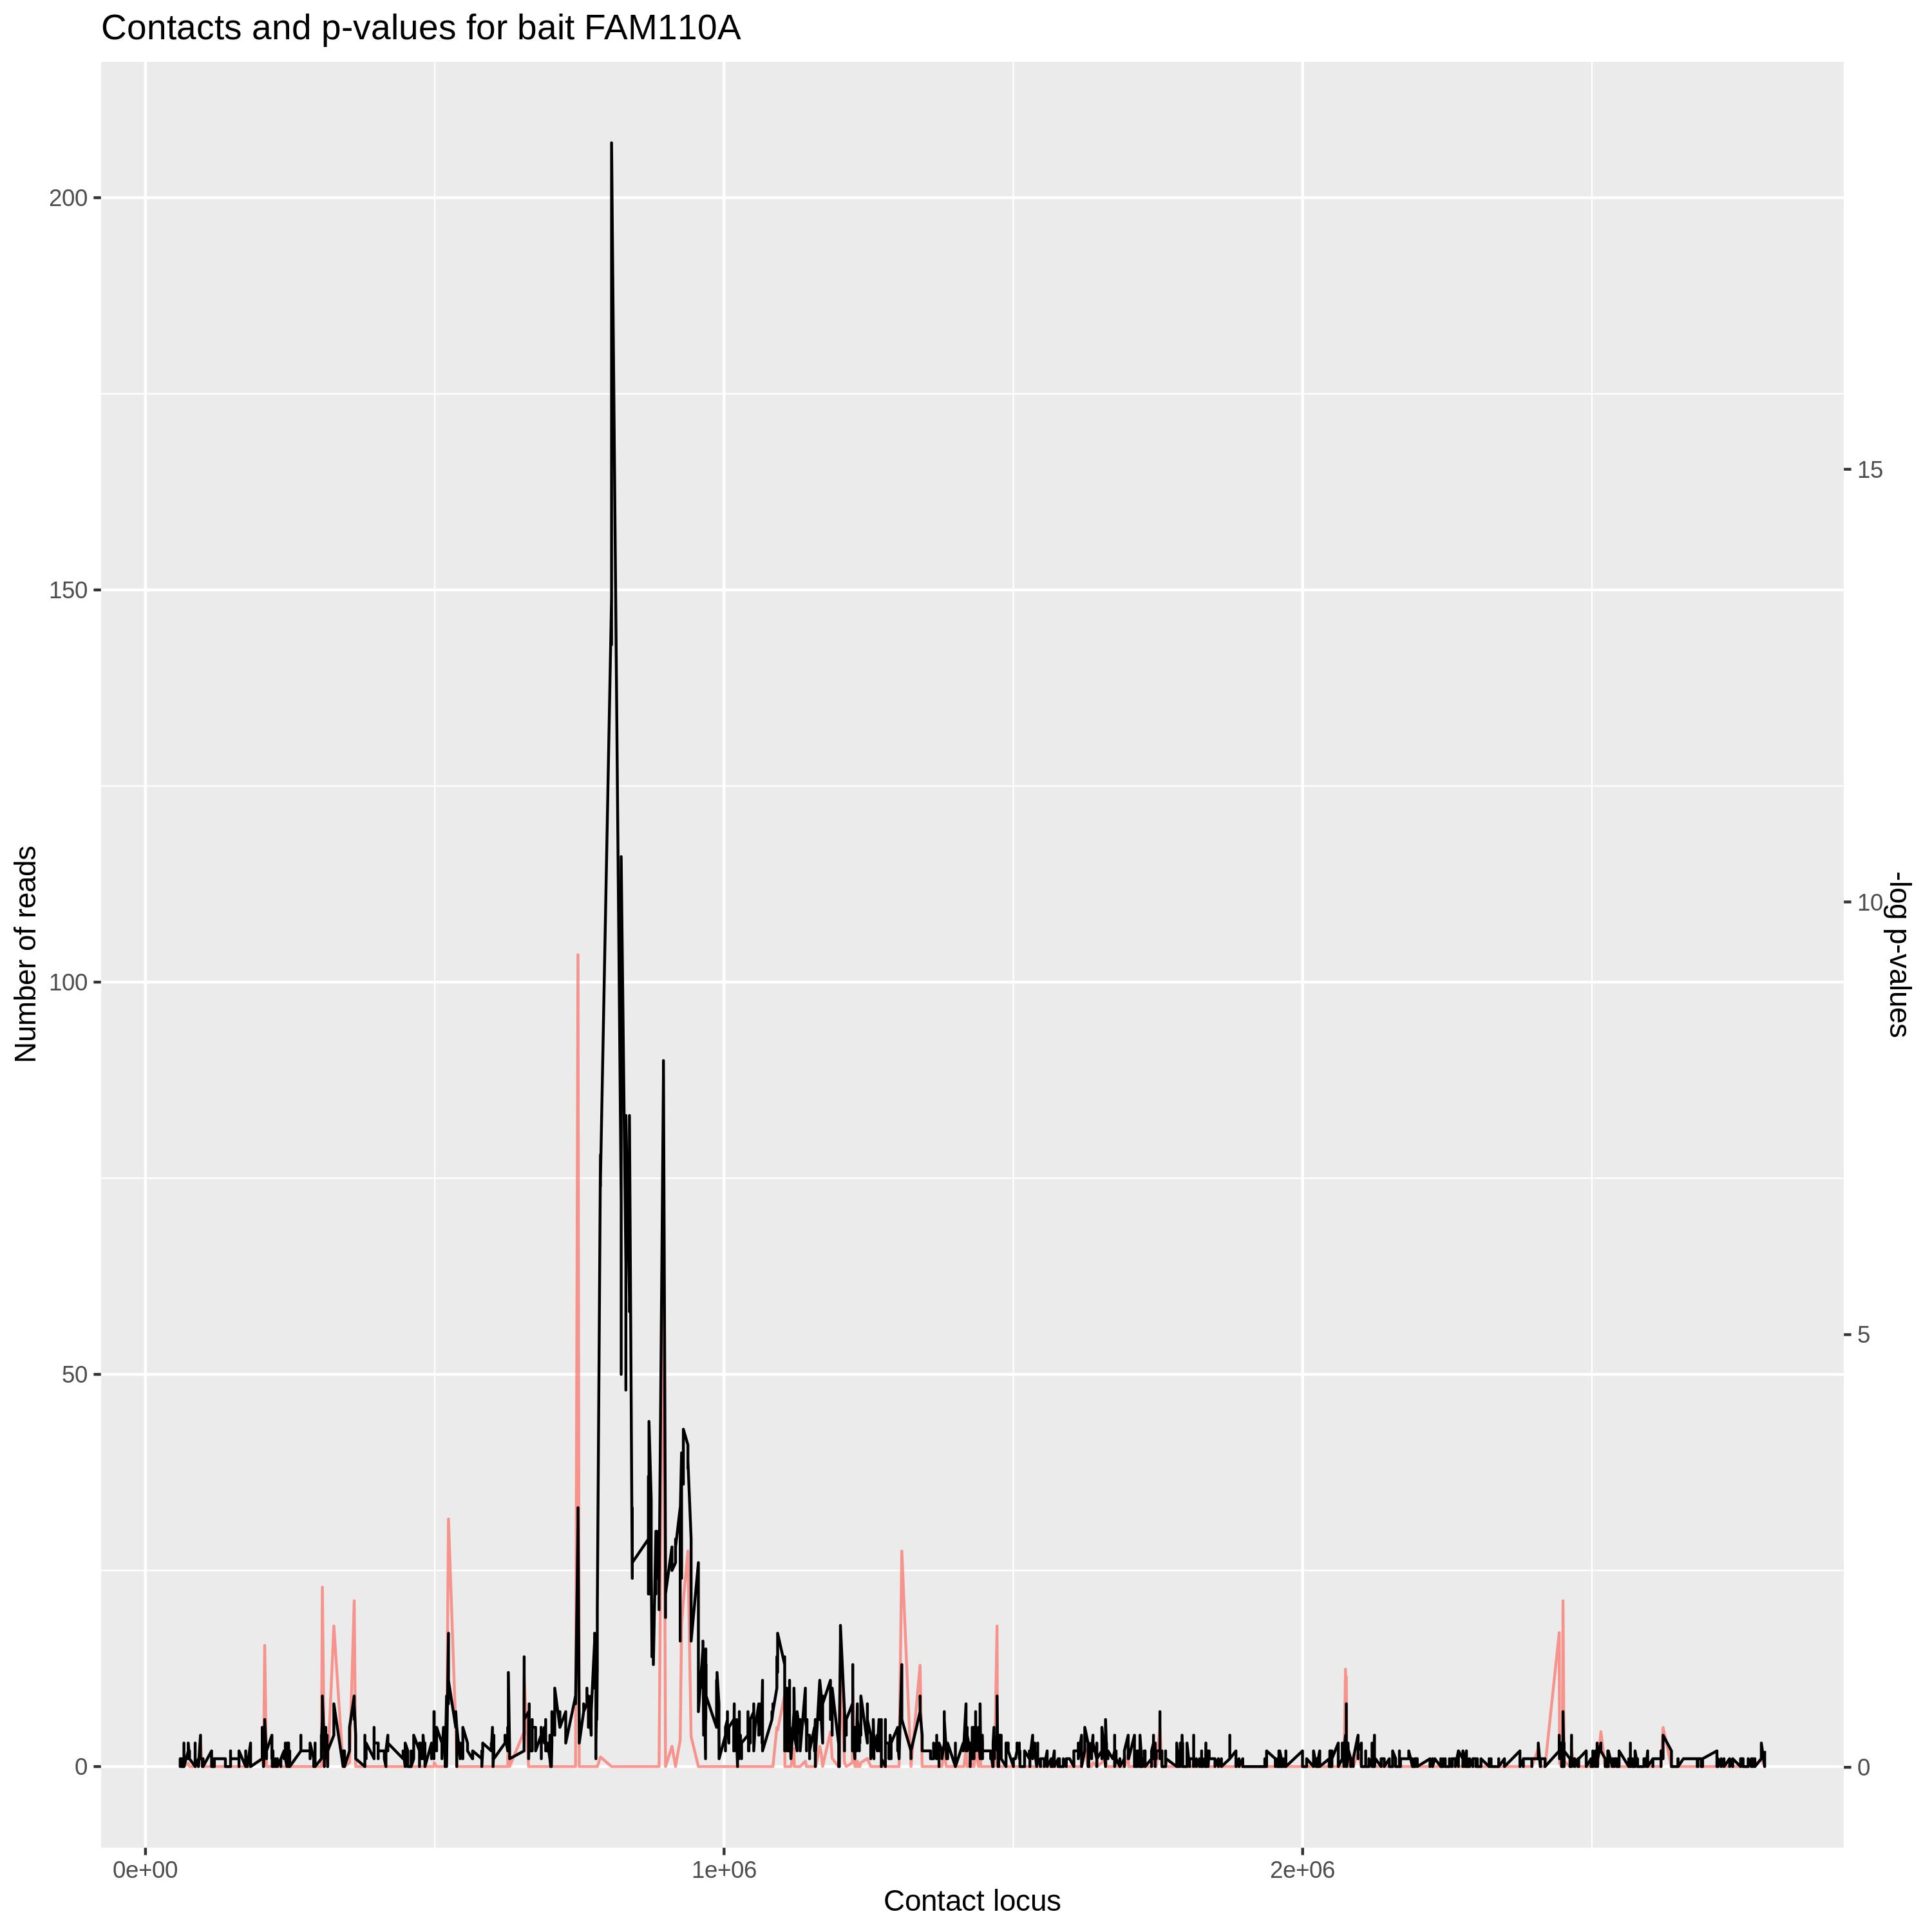 Contacts and p-values for bait FAM110A
200
150
100
50
0
Number of reads
15
10
5
0
-log p-values
0e+00
1e+06
2e+06
Contact locus